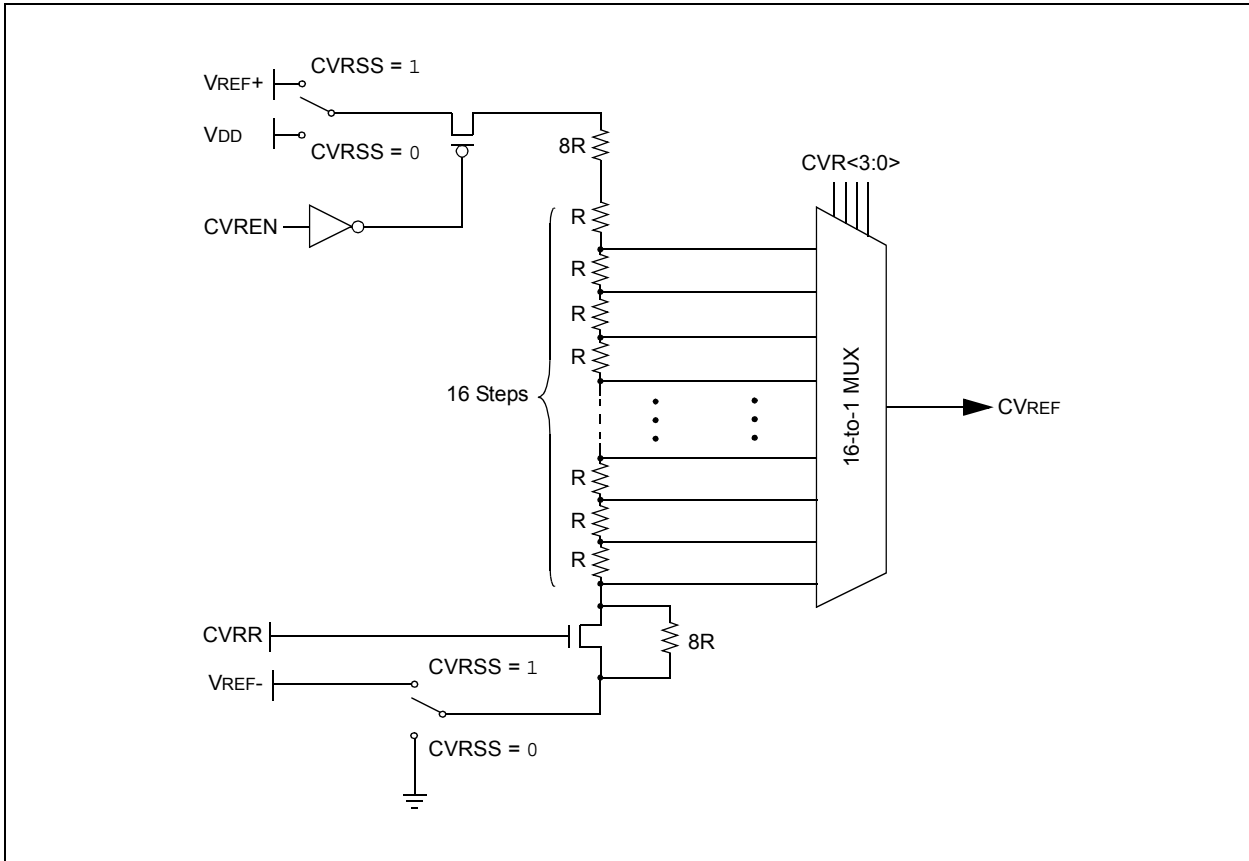 VREF+
CVRSS = 1
VDD
CVRSS = 0
8R
CVREN
R
R
R
R
16 Steps
R
R
R
CVR<3:0>
16-to-1 MUX
CVREF
CVRR
8R
VREF-
CVRSS = 1
CVRSS = 0